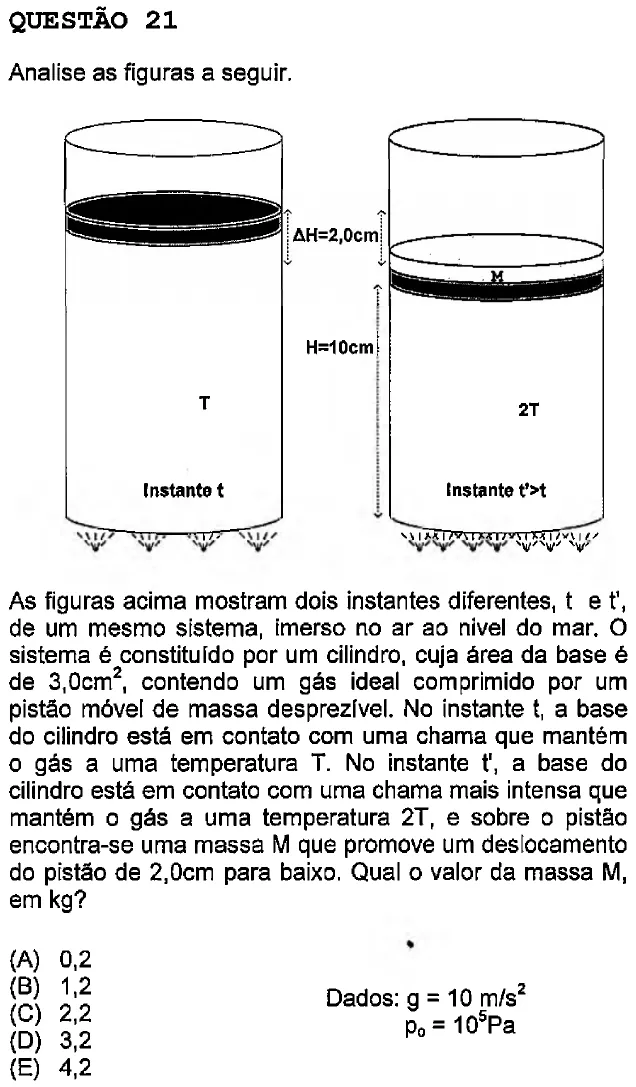 QUESTÃO 21
Analise as figuras a seguir.
ΔH=2,0cm
M
H=10cm
T
2T
Instante t
Instante t'>t
As figuras acima mostram dois instantes diferentes, t e t',
de um mesmo sistema, imerso no ar ao nível do mar. O
sistema é constituído por um cilindro, cuja área da base é
de 3,0cm², contendo um gás ideal comprimido por um
pistão móvel de massa desprezível. No instante t, a base
do cilindro está em contato com uma chama que mantém
o gás a uma temperatura T. No instante t', a base do
cilindro está em contato com uma chama mais intensa que
mantém o gás a uma temperatura 2T, e sobre o pistão
encontra-se uma massa M que promove um deslocamento
do pistão de 2,0cm para baixo. Qual o valor da massa M,
em kg?
(A) 0,2
(B) 1,2
(C) 2,2
(D) 3,2
(E) 4,2
Dados: g = 10 m/s²
p₀ = 10⁵Pa